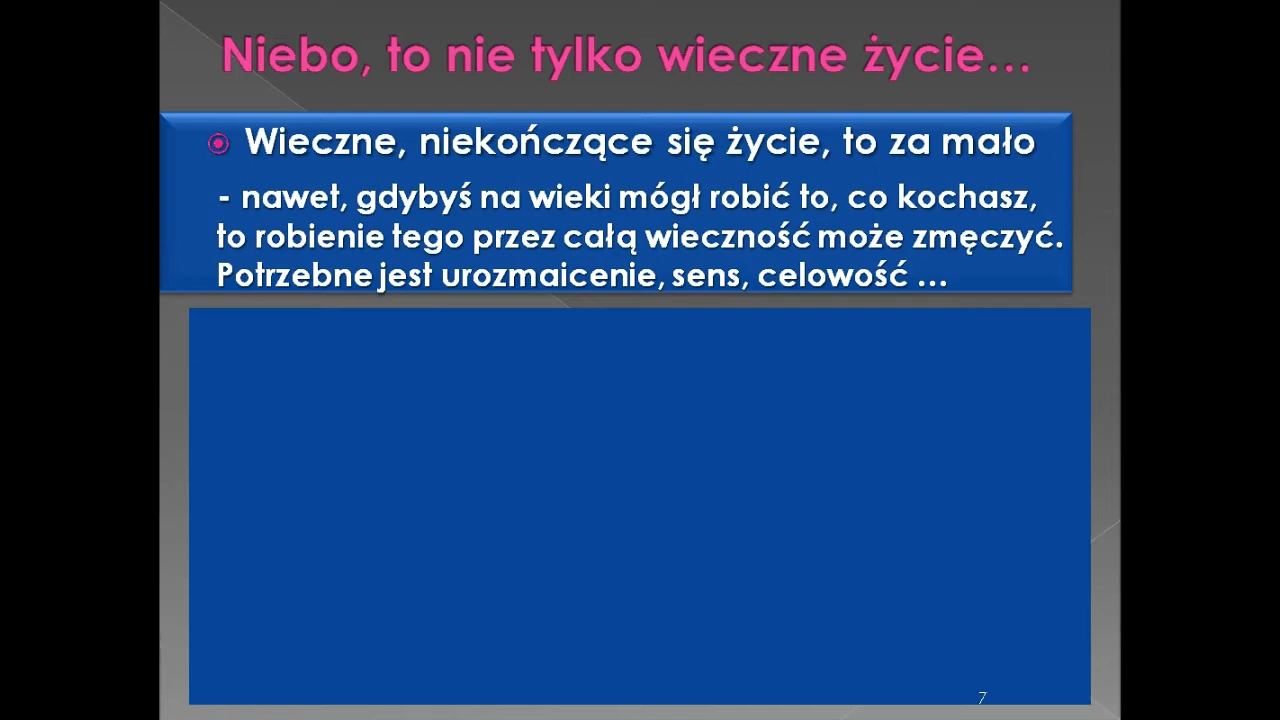 Niebo, to nie tylko wieczne życie...
Wieczne, niekończące się życie, to za mało
- nawet, gdybyś na wieki mógł robić to, co kochasz,
to robienie tego przez całą wieczność może zmęczyć.
Potrzebne jest urozmaicenie, sens, celowość ...
7